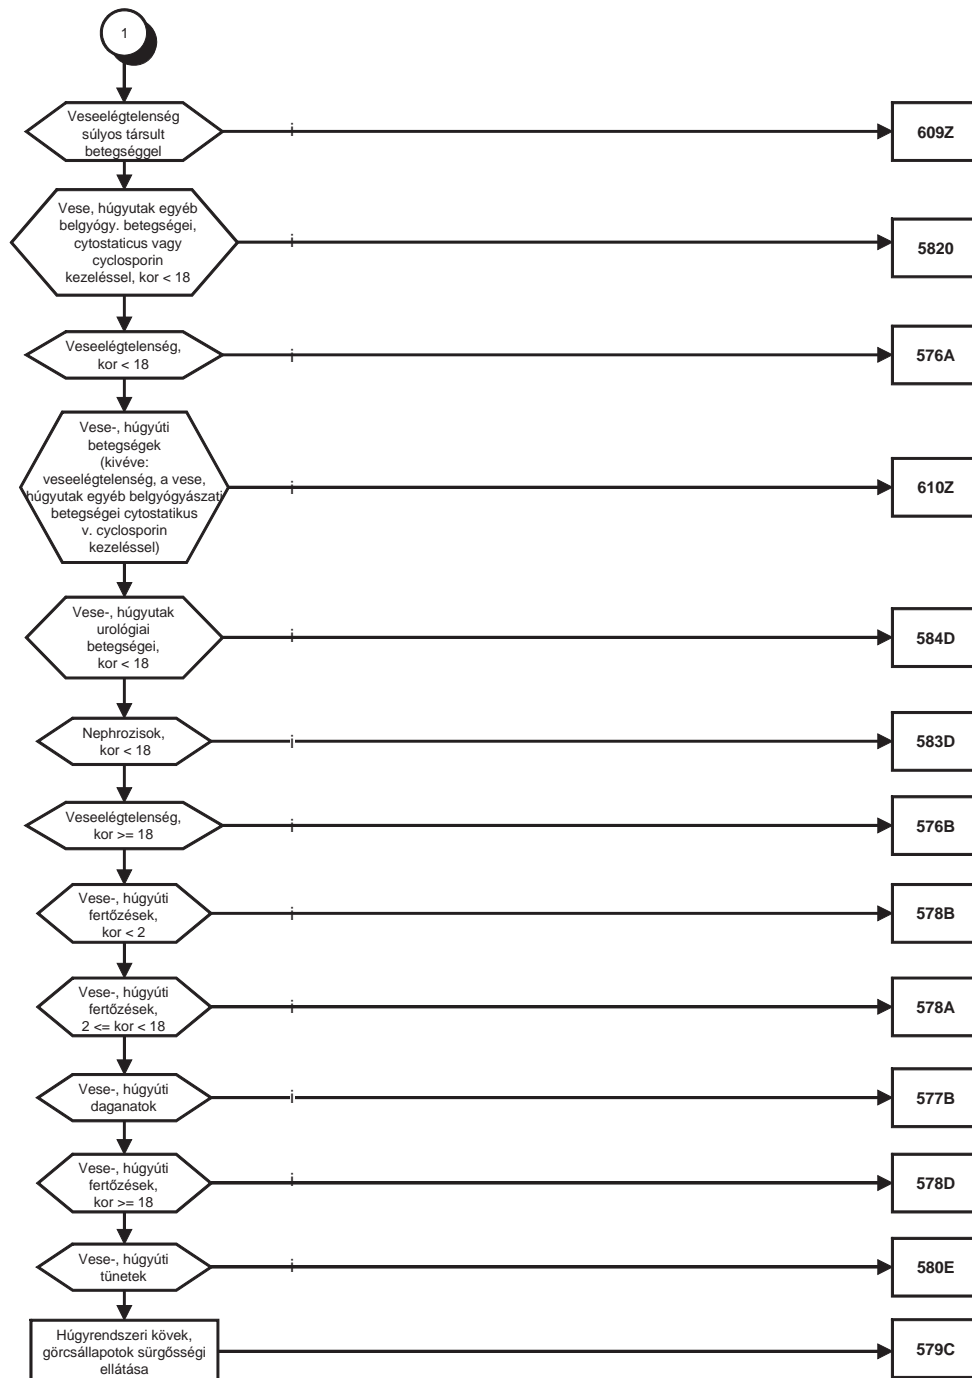 1
Veseelégtelenség
súlyos társult
betegséggel
i
609Z
Vese, húgyutak egyéb
belgyógy. betegségei,
cytostaticus vagy
cyclosporin
kezeléssel, kor < 18
i
5820
Veseelégtelenség,
kor < 18
i
576A
Vese-, húgyúti
betegségek
(kivéve:
veseelégtelenség, a vese,
húgyutak egyéb belgyógyászati
betegségei cytostatikus
v. cyclosporin
kezeléssel)
i
610Z
Vese-, húgyutak
urológiai
betegségei,
kor < 18
i
584D
Nephrozisok,
kor < 18
i
583D
Veseelégtelenség,
kor >= 18
i
576B
Vese-, húgyúti
fertőzések,
kor < 2
i
578B
Vese-, húgyúti
fertőzések,
2 <= kor < 18
i
578A
Vese-, húgyúti
daganatok
i
577B
Vese-, húgyúti
fertőzések,
kor >= 18
i
578D
Vese-, húgyúti
tünetek
i
580E
Húgyrendszeri kövek,
görcsállapotok sürgősségi
ellátása
579C